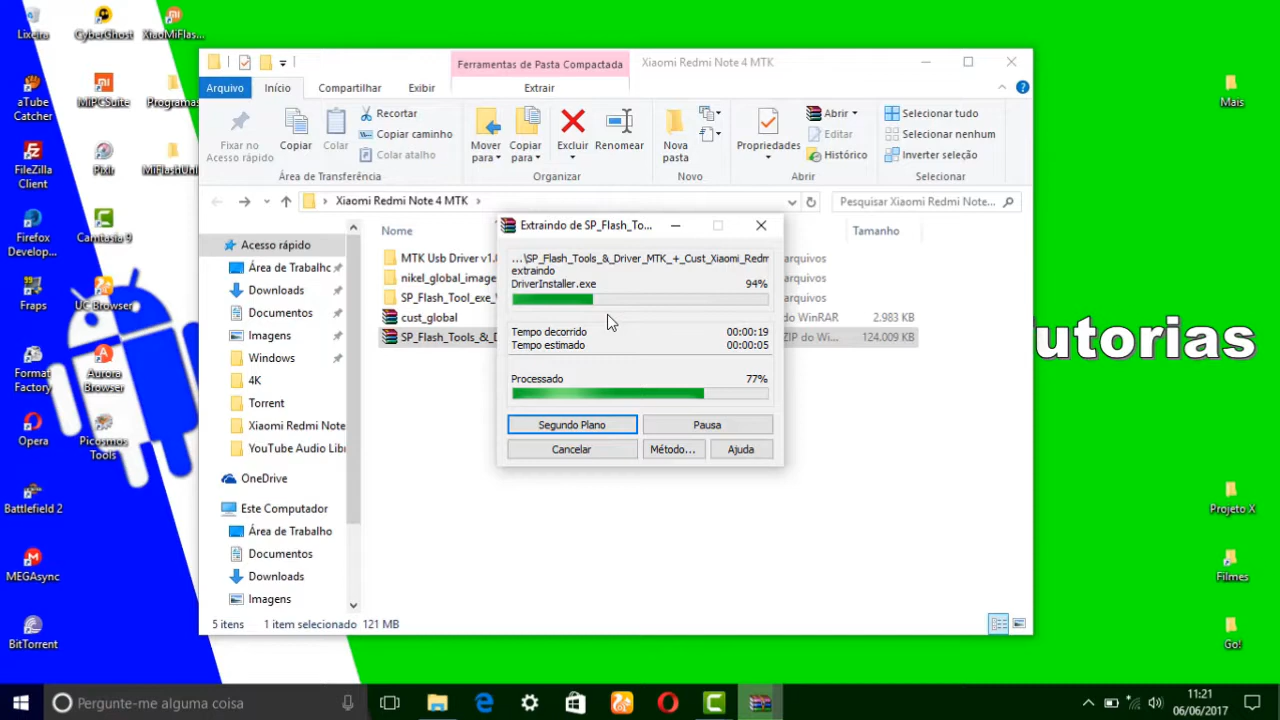 Lixeira
CyberGhost
XiaoMiFlas...
aTube Catcher
MiPCSuite
Programas
FileZilla Client
Pixlr
MiFlashUnl
Firefox Develop...
Camtasia 9
Fraps
UC Browser
Format Factory
Aurora Browser
Opera
Picosmos Tools
Battlefield 2
MEGAsync
BitTorrent
Mais
Projeto X
Filmes
Go!
utorias
Ferramentas de Pasta Compactada
Xiaomi Redmi Note 4 MTK
Arquivo
Início
Compartilhar
Exibir
Extrair
Fixar no Acesso rápido
Copiar
Colar
Recortar
Copiar caminho
Colar atalho
Área de Transferência
Mover para
Copiar para
Excluir
Renomear
Organizar
Nova pasta
Novo
Propriedades
Abrir
Editar
Histórico
Abrir
Selecionar tudo
Selecionar nenhum
Inverter seleção
Selecionar
Xiaomi Redmi Note 4 MTK
Pesquisar Xiaomi Redmi Note...
Acesso rápido
Área de Trabalho
Downloads
Documentos
Imagens
Windows
4K
Torrent
Xiaomi Redmi Note
YouTube Audio Libr
OneDrive
Este Computador
Área de Trabalho
Documentos
Downloads
Imagens
Nome
Tamanho
MTK Usb Driver v1.0
arquivos
nikel_global_image
arquivos
SP_Flash_Tool_exe_
arquivos
cust_global
do WinRAR
2.983 KB
SP_Flash_Tools_&_D
ZIP do Wi...
124.009 KB
Extraindo de SP_Flash_To...
...\SP_Flash_Tools_&_Driver_MTK_+_Cust_Xiaomi_Redm
extraindo
DriverInstaller.exe 94%
Tempo decorrido 00:00:19
Tempo estimado 00:00:05
Processado 77%
Segundo Plano
Pausa
Cancelar
Método...
Ajuda
5 itens 1 item selecionado 121 MB
Pergunte-me alguma coisa
11:21
06/06/2017